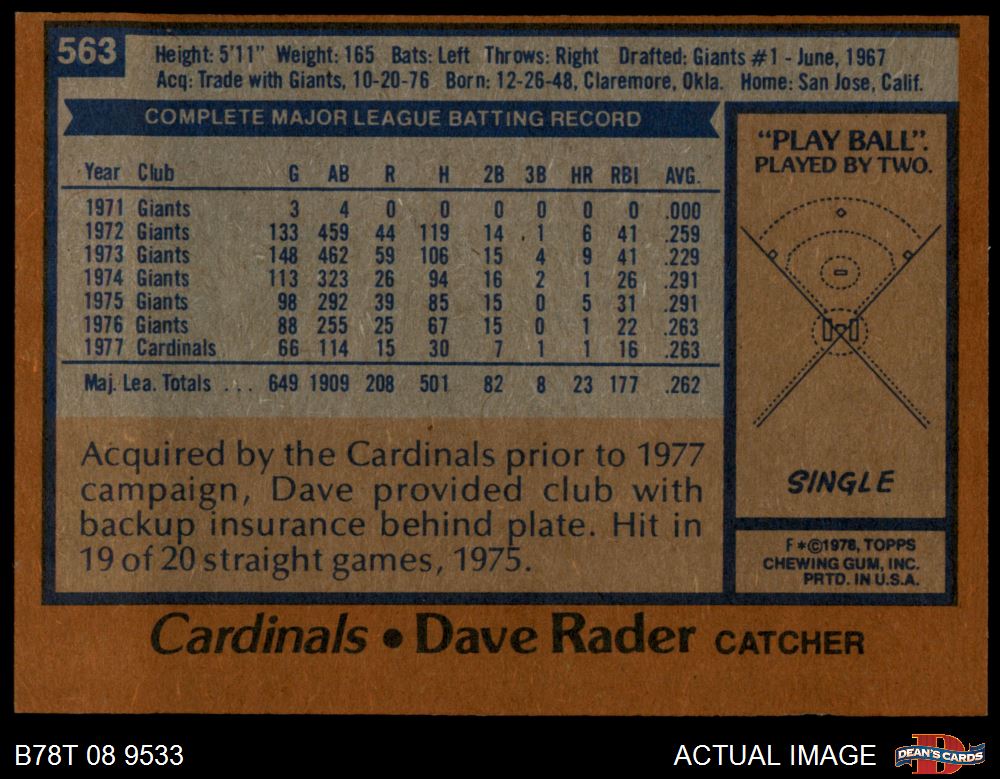 563
Height: 5'11" Weight: 165 Bats: Left Throws: Right Drafted: Giants #1 - June, 1967
Acq: Trade with Giants, 10-20-76 Born: 12-26-48, Claremore, Okla. Home: San Jose, Calif.
COMPLETE MAJOR LEAGUE BATTING RECORD
Year Club G AB R H 2B 3B HR RBI AVG.
1971 Giants 3 4 0 0 0 0 0 0 .000
1972 Giants 133 459 44 119 14 1 6 41 .259
1973 Giants 148 462 59 106 15 4 9 41 .229
1974 Giants 113 323 26 94 16 2 1 26 .291
1975 Giants 98 292 39 85 15 0 5 31 .291
1976 Giants 88 255 25 67 15 0 1 22 .263
1977 Cardinals 66 114 15 30 7 1 1 16 .263
Maj. Lea. Totals ... 649 1909 208 501 82 8 23 177 .262
Acquired by the Cardinals prior to 1977
campaign, Dave provided club with
backup insurance behind plate. Hit in
19 of 20 straight games, 1975.
"PLAY BALL".
PLAYED BY TWO.
SINGLE
F*©1978, TOPPS
CHEWING GUM, INC.
PRTD. IN U.S.A.
Cardinals • Dave Rader CATCHER
B78T 08 9533
ACTUAL IMAGE
DEAN'S CARDS